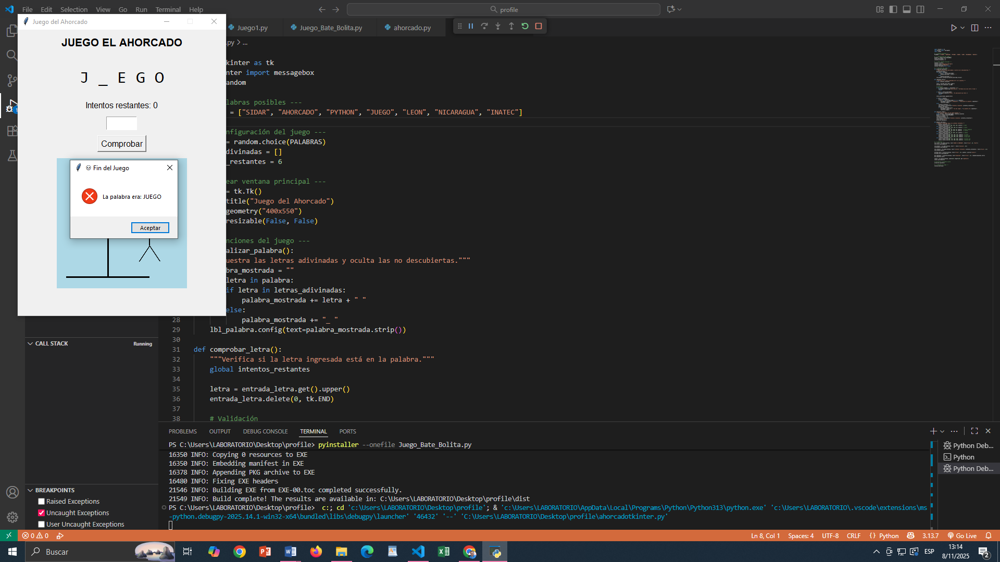 File Edit Selection View Go Run Terminal Help
profile
Juego del Ahorcado
JUEGO EL AHORCADO
J _ E G O
Intentos restantes: 0
Comprobar
Fin del Juego
La palabra era: JUEGO
Aceptar
Juego1.py Juego_Bate_Bolita.py ahorcado.py
.py > ...
kinter as tk
nter import messagebox
andom
labras posibles ---
= ["SIDAR", "AHORCADO", "PYTHON", "JUEGO", "LEON", "NICARAGUA", "INATEC"]
nfiguración del juego ---
= random.choice(PALABRAS)
divinadas = []
_restantes = 6
ear ventana principal ---
= tk.Tk()
title("Juego del Ahorcado")
geometry("400x550")
resizable(False, False)
nciones del juego ---
alizar_palabra():
uestra las letras adivinadas y oculta las no descubiertas."""
bra_mostrada = ""
letra in palabra:
if letra in letras_adivinadas:
palabra_mostrada += letra + " "
else:
28 palabra_mostrada += "_ "
29 lbl_palabra.config(text=palabra_mostrada.strip())
30
31 def comprobar_letra():
32 """Verifica si la letra ingresada está en la palabra."""
33 global intentos_restantes
34
35 letra = entrada_letra.get().upper()
36 entrada_letra.delete(0, tk.END)
37
38 # Validación
CALL STACK Running
BREAKPOINTS
Raised Exceptions
Uncaught Exceptions
User Uncaught Exceptions
PROBLEMS OUTPUT DEBUG CONSOLE TERMINAL PORTS
PS C:\Users\LABORATORIO\Desktop\profile> pyinstaller --onefile Juego_Bate_Bolita.py
16350 INFO: Copying 0 resources to EXE
16350 INFO: Embedding manifest in EXE
16378 INFO: Appending PKG archive to EXE
16480 INFO: Fixing EXE headers
21546 INFO: Building EXE from EXE-00.toc completed successfully.
21549 INFO: Build complete! The results are available in: C:\Users\LABORATORIO\Desktop\profile\dist
PS C:\Users\LABORATORIO\Desktop\profile> c:; cd 'c:\Users\LABORATORIO\Desktop\profile'; & 'c:\Users\LABORATORIO\AppData\Local\Programs\Python\Python313\python.exe' 'c:\Users\LABORATORIO\.vscode\extensions\ms
-python.debugpy-2025.14.1-win32-x64\bundled\libs\debugpy\launcher' '46432' '--' 'C:\Users\LABORATORIO\Desktop\profile\ahorcadotkinter.py'
Python Deb...
Python
Python Deb...
0 0
Ln 8, Col 1 Spaces: 4 UTF-8 CRLF {} Python 3.13.7 Go Live
Buscar
ESP
13:14
8/11/2025
2